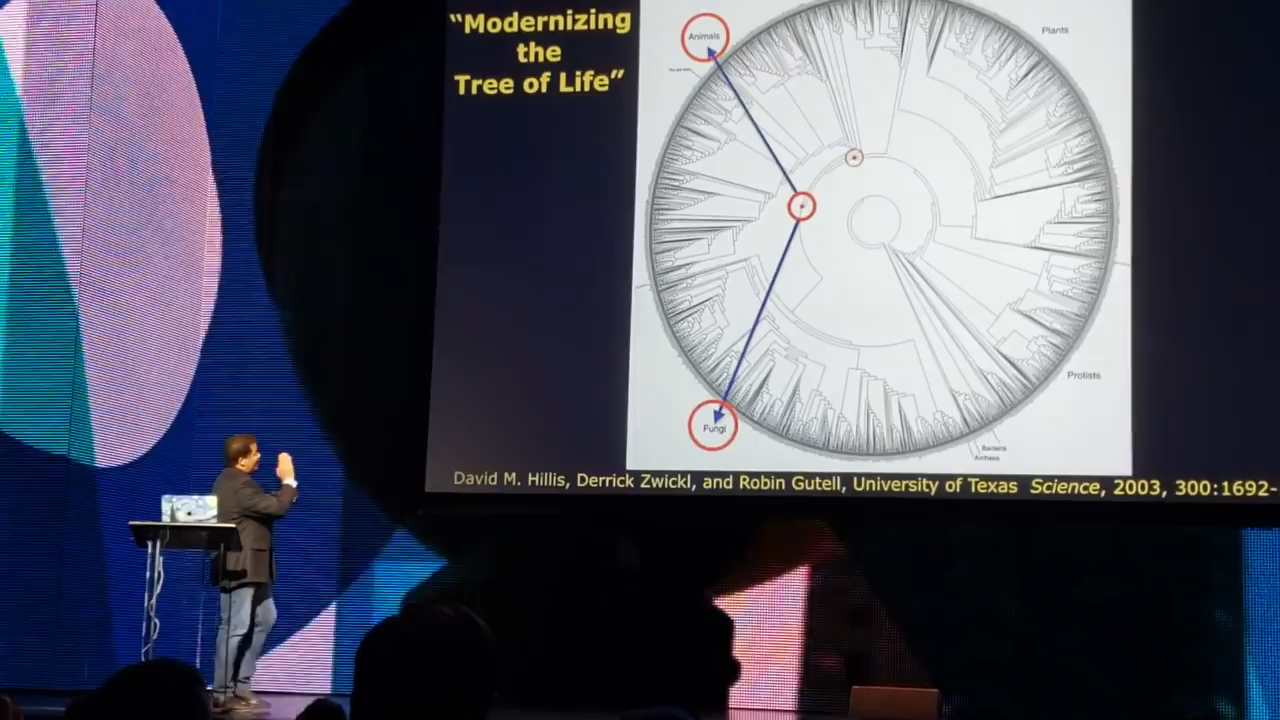 “Modernizing
the
Tree of Life”
Animals
Plants
Fungi
Protists
Bacteria
Archaea
David M. Hillis, Derrick Zwickl, and Robin Gutell, University of Texas Science, 2003, 300:1692-